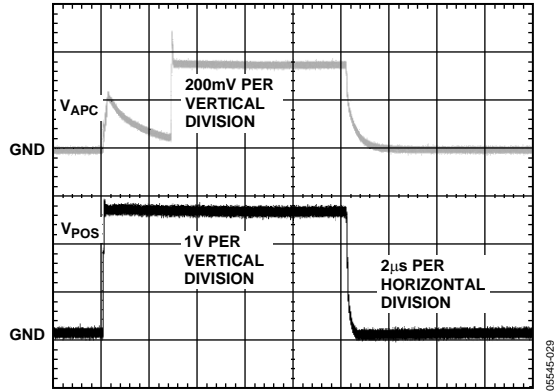 200mV PER
VERTICAL
DIVISION
VAPC
GND
VPOS
1V PER
VERTICAL
DIVISION
2µs PER
HORIZONTAL
DIVISION
GND
05545-029